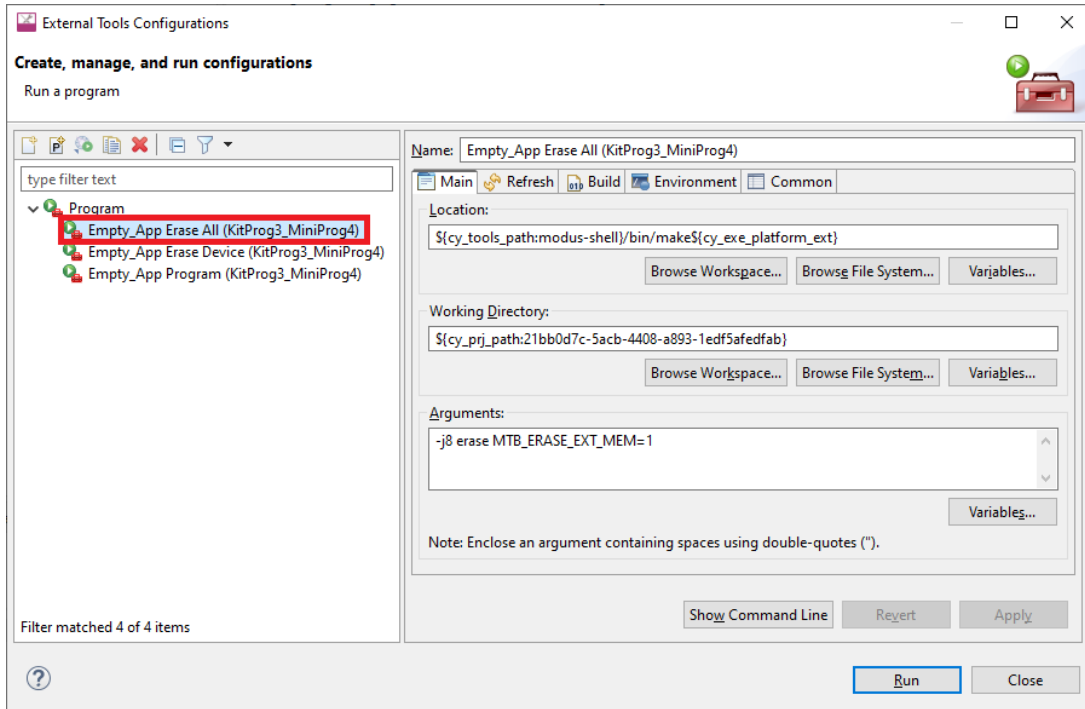 External Tools Configurations
Create, manage, and run configurations
Run a program
type filter text
Program
Empty_App Erase All (KitProg3_MiniProg4)
Empty_App Erase Device (KitProg3_MiniProg4)
Empty_App Program (KitProg3_MiniProg4)
Filter matched 4 of 4 items
Name: Empty_App Erase All (KitProg3_MiniProg4)
Main Refresh Build Environment Common
Location:
${cy_tools_path:modus-shell}/bin/make${cy_exe_platform_ext}
Browse Workspace... Browse File System... Variables...
Working Directory:
${cy_prj_path:21bb0d7c-5acb-4408-a893-1edf5afedfab}
Browse Workspace... Browse File System... Variables...
Arguments:
-j8 erase MTB_ERASE_EXT_MEM=1
Variables...
Note: Enclose an argument containing spaces using double-quotes (").
Show Command Line Revert Apply
Run Close